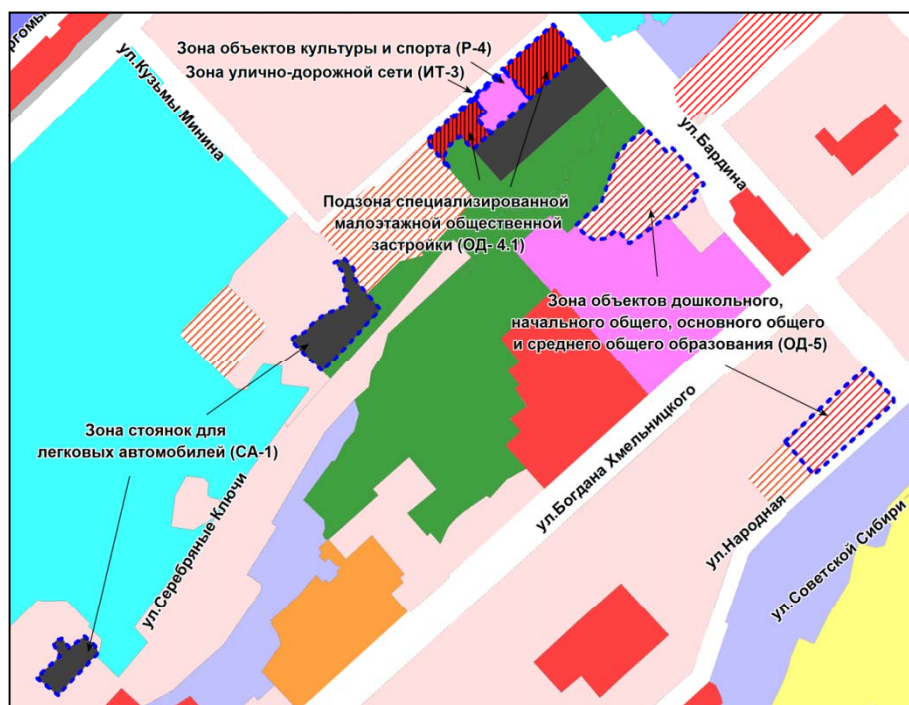 Зона объектов культуры и спорта (Р-4)
Зона улично-дорожной сети (ИТ-3)
ул.Кузьмы Минина
ул.Бардина
Подзона специализированной
малоэтажной общественной
застройки (ОД- 4.1)
Зона объектов дошкольного,
начального общего, основного общего
и среднего общего образования (ОД-5)
Зона стоянок для
легковых автомобилей (СА-1)
ул.Серебряные Ключи
ул.Богдана Хмельницкого
ул.Народная
ул.Советской Сибири